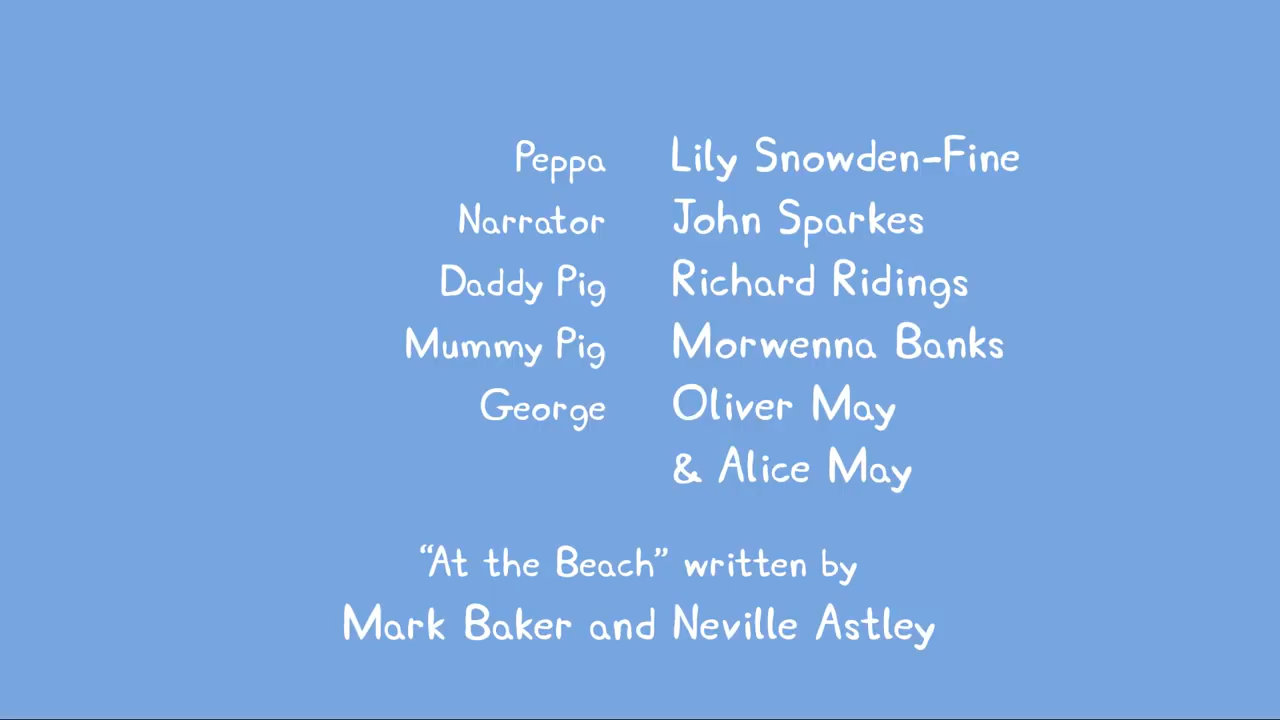 Peppa Lily Snowden-Fine
Narrator John Sparkes
Daddy Pig Richard Ridings
Mummy Pig Morwenna Banks
George Oliver May
& Alice May
“At the Beach” written by
Mark Baker and Neville Astley